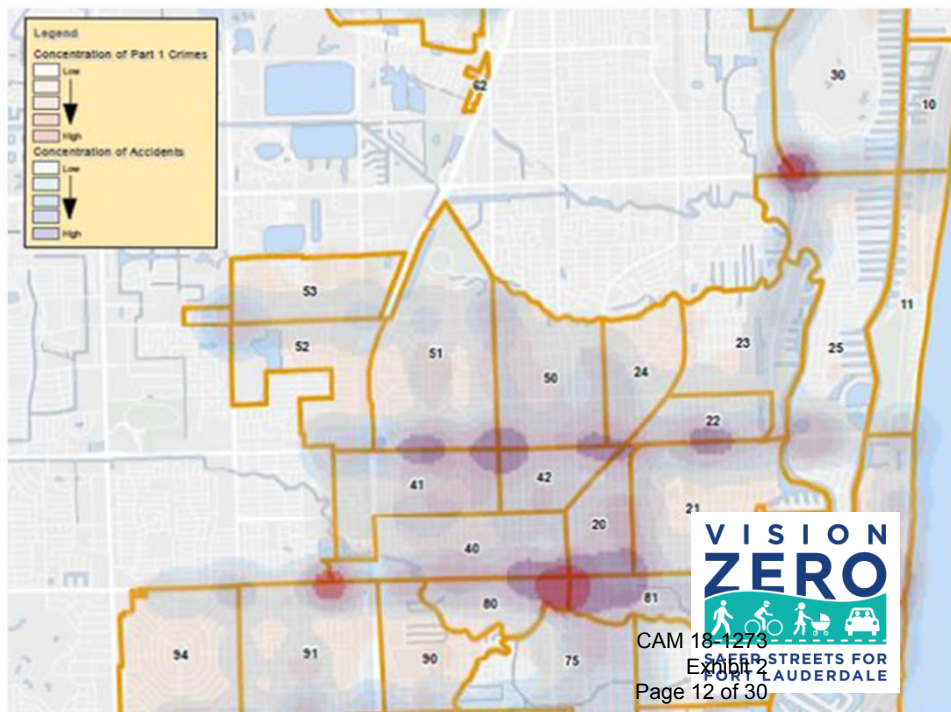 Legend
Concentration of Part 1 Crimes
Low
High
Concentration of Accidents
Low
High
62
30
10
53
52
51
50
24
23
25
11
22
41
42
21
20
40
80
81
94
91
90
75
VISION
ZERO
SAFER STREETS FOR
FORT LAUDERDALE
CAM 18-1273
Exhibit 2
Page 12 of 30